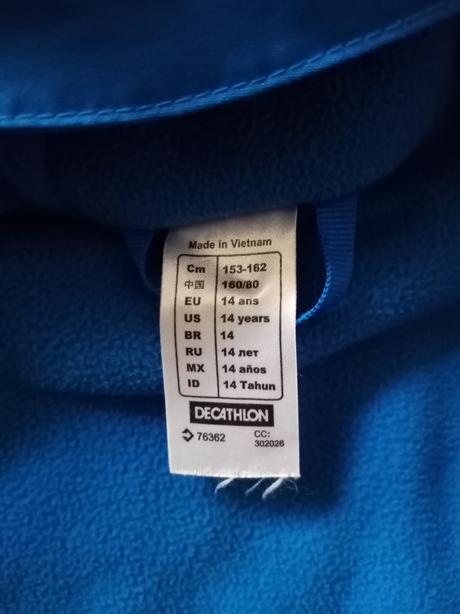 Made in Vietnam
Cm 153-162
中国 160/80
EU 14 ans
US 14 years
BR 14
RU 14 лет
MX 14 años
ID 14 Tahun
DECATHLON
76362 CC:
302026